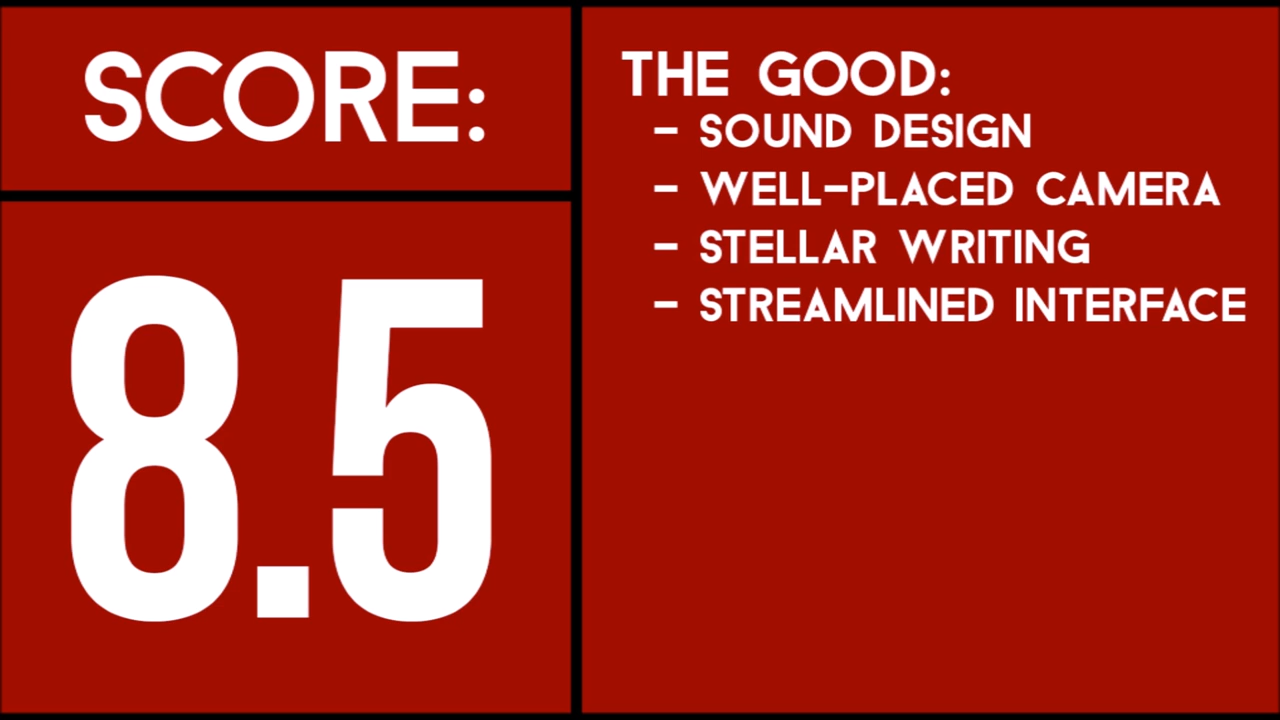 SCORE:
8.5
THE GOOD:
- SOUND DESIGN
- WELL-PLACED CAMERA
- STELLAR WRITING
- STREAMLINED INTERFACE